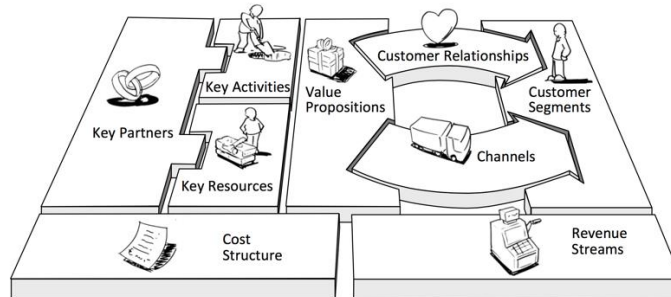 Key Partners
Key Activities
Key Resources
Value
Propositions
Customer Relationships
Channels
Customer
Segments
Cost
Structure
Revenue
Streams